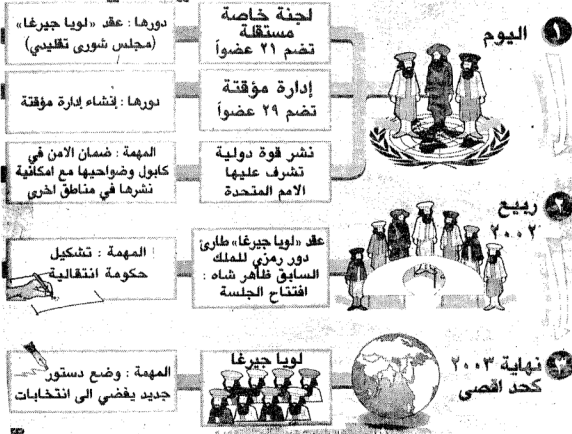 ١ اليوم
لجنة خاصة
مستقلة
تضم ٢١ عضواً
دورها : عقد «لويا جيرغا»
(مجلس شورى تقليدي)
إدارة مؤقتة
تضم ٢٩ عضواً
دورها : إنشاء إدارة مؤقتة
نشر قوة دولية
تشرف عليها
الامم المتحدة
المهمة : ضمان الامن في
كابول وضواحيها مع امكانية
نشرها في مناطق اخرى
٢ ربيع
٢٠٠٢
عقد «لويا جيرغا» طارئ
دور رمزي للملك
السابق ظاهر شاه :
افتتاح الجلسة
المهمة : تشكيل
حكومة انتقالية
٣ نهاية ٢٠٠٣
كحد اقصى
لويا جيرغا
المهمة : وضع دستور
جديد يفضي الى انتخابات